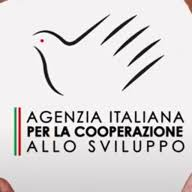 AGENZIA ITALIANA
PER LA COOPERAZIONE
ALLO SVILUPPO